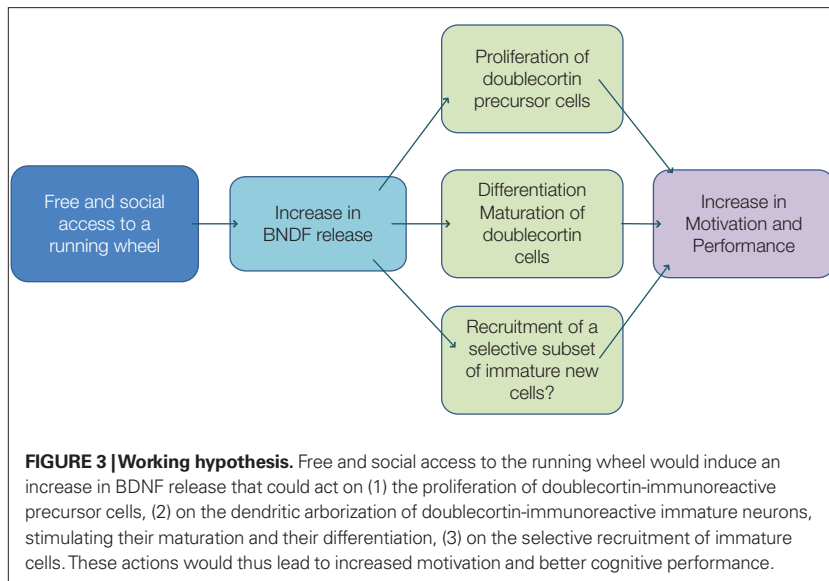 Proliferation of
doublecortin
precursor cells
Free and social
access to a
running wheel
Increase in
BNDF release
Differentiation
Maturation of
doublecortin
cells
Increase in
Motivation and
Performance
Recruitment of a
selective subset
of immature new
cells?
FIGURE 3 | Working hypothesis. Free and social access to the running wheel would induce an
increase in BDNF release that could act on (1) the proliferation of doublecortin-immunoreactive
precursor cells, (2) on the dendritic arborization of doublecortin-immunoreactive immature neurons,
stimulating their maturation and their differentiation, (3) on the selective recruitment of immature
cells. These actions would thus lead to increased motivation and better cognitive performance.